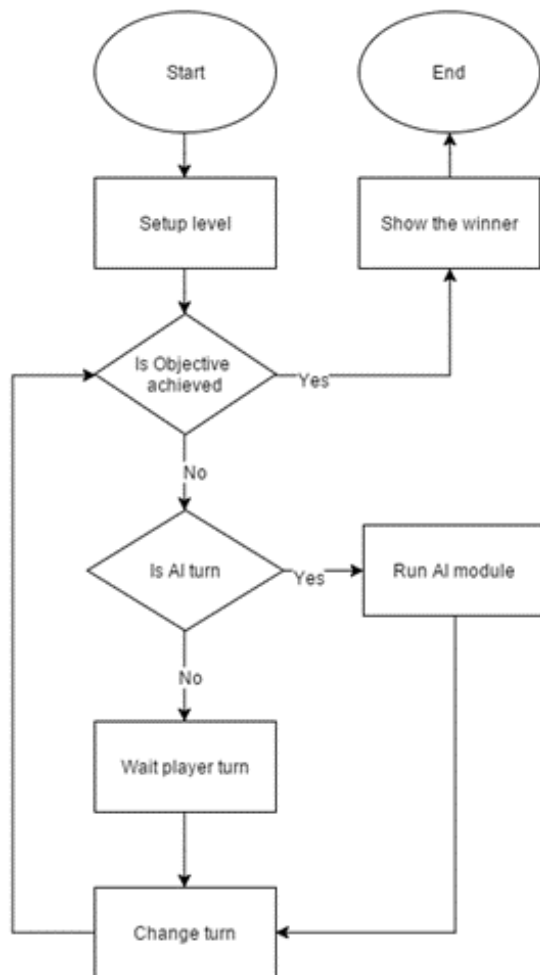 Start
End
Setup level
Show the winner
Is Objective
achieved
Yes
No
Is AI turn
Yes
Run AI module
No
Wait player turn
Change turn